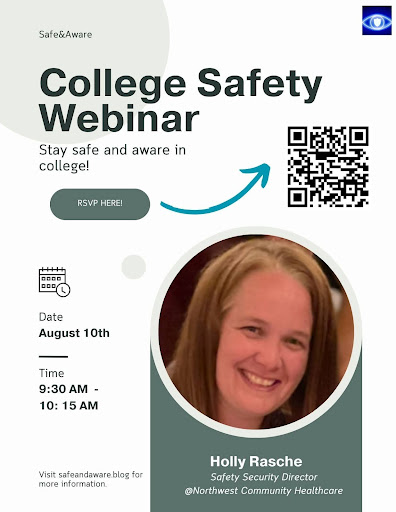 Safe&Aware
College Safety
Webinar
Stay safe and aware in
college!
RSVP HERE!
Date
August 10th
Time
9:30 AM -
10: 15 AM
Holly Rasche
Safety Security Director
@Northwest Community Healthcare
Visit safeandaware.blog for
more information.